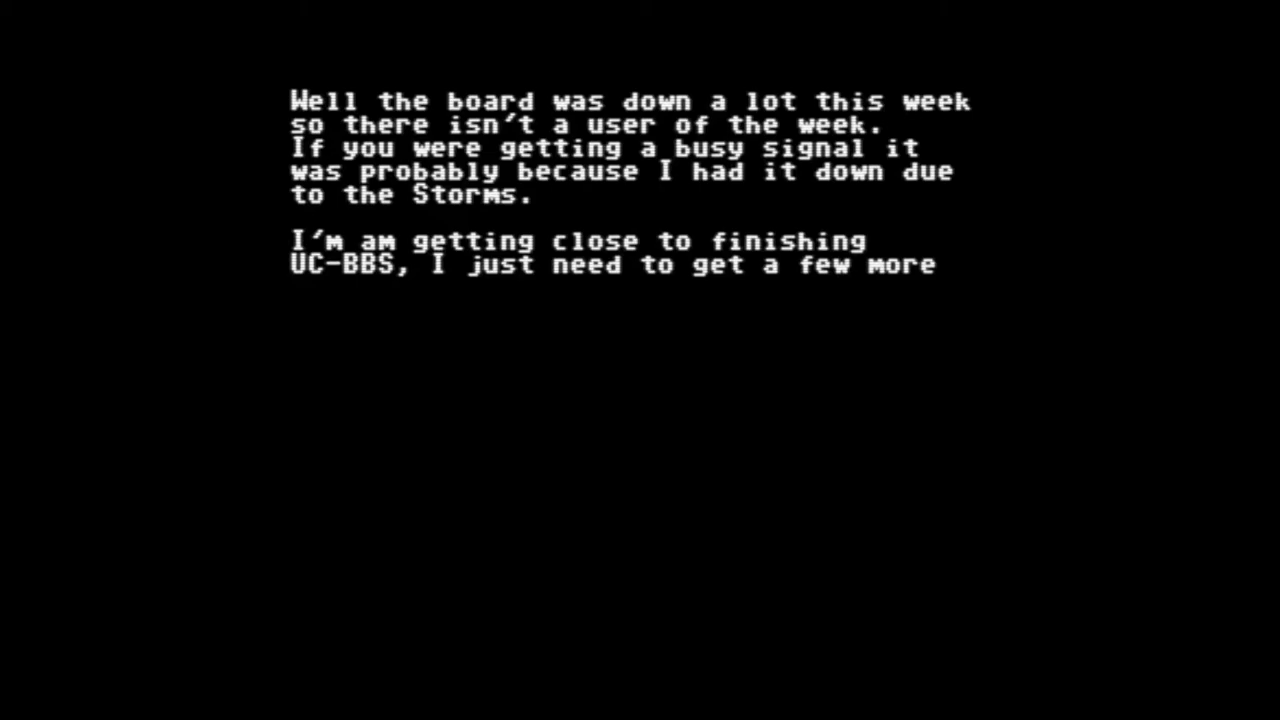 Well the board was down a lot this week
so there isn't a user of the week.
If you were getting a busy signal it
was probably because I had it down due
to the Storms.
I'm am getting close to finishing
UC-BBS, I just need to get a few more